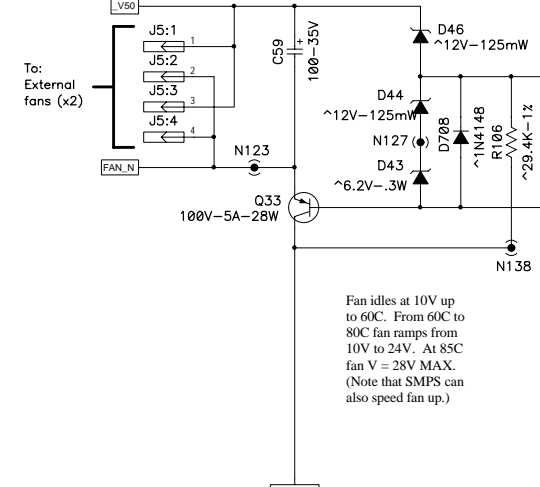 _V50
J5:1
1
J5:2
2
J5:3
3
J5:4
4
To:
External
fans (x2)
FAN_N
N123
C59
+
100-35V
D46
^12V-125mW
D44
^12V-125mW
N127
D43
^6.2V-.3W
D708
^1N4148
R106
^29.4K-1%
Q33
100V-5A-28W
N138
Fan idles at 10V up
to 60C. From 60C to
80C fan ramps from
10V to 24V. At 85C
fan V = 28V MAX.
(Note that SMPS can
also speed fan up.)